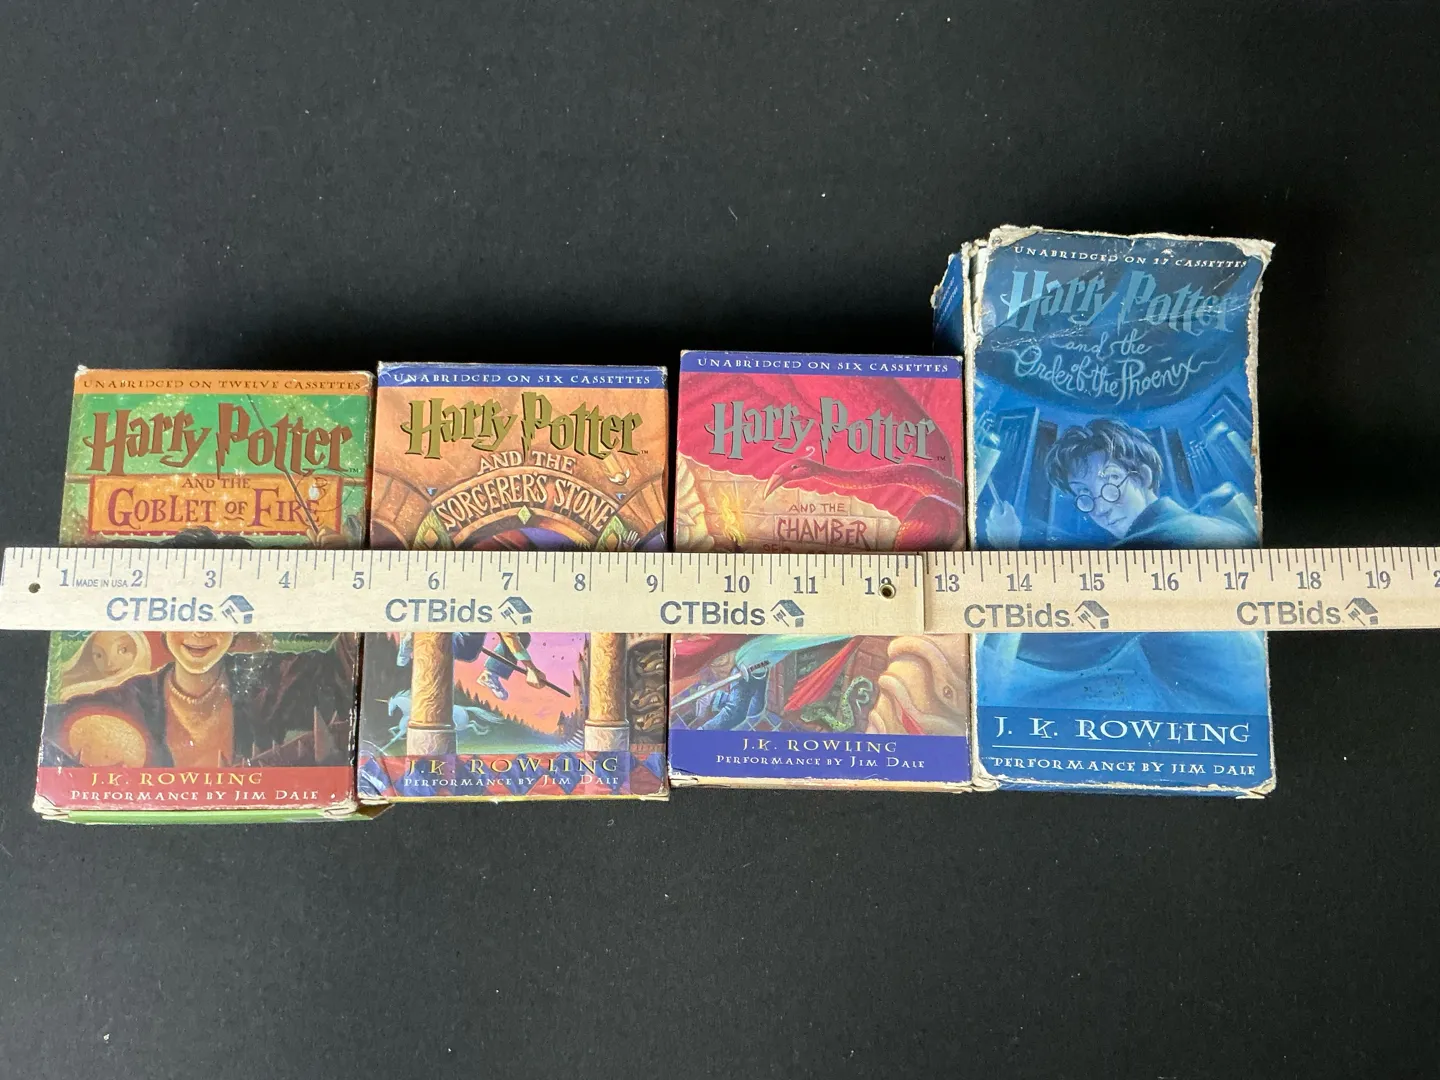 UNABRIDGED ON TWELVE CASSETTES
Harry Potter™
AND THE
GOBLET OF FIRE
J.K. ROWLING
PERFORMANCE BY JIM DALE
UNABRIDGED ON SIX CASSETTES
Harry Potter™
AND THE
SORCERER'S STONE
J.K. ROWLING
PERFORMANCE BY JIM DALE
UNABRIDGED ON SIX CASSETTES
Harry Potter™
AND THE
CHAMBER
J.K. ROWLING
PERFORMANCE BY JIM DALE
UNABRIDGED ON 17 CASSETTES
Harry Potter
and the
Order of the Phoenix
J. K. ROWLING
PERFORMANCE BY JIM DALE
1 MADE IN USA 2 3 4 5 6 7 8 9 10 11 12 13 14 15 16 17 18 19
CTBids CTBids CTBids CTBids CTBids